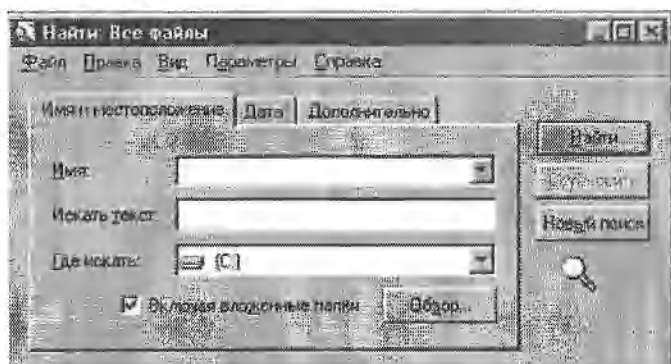 Найти: Все файлы
Файл Правка Вид Параметры Справка
Имя и местоположение Дата Дополнительно
Найти
Имя:
Остановить
Искать текст:
Новый поиск
Где искать: (C:)
Включая вложенные папки Обзор...